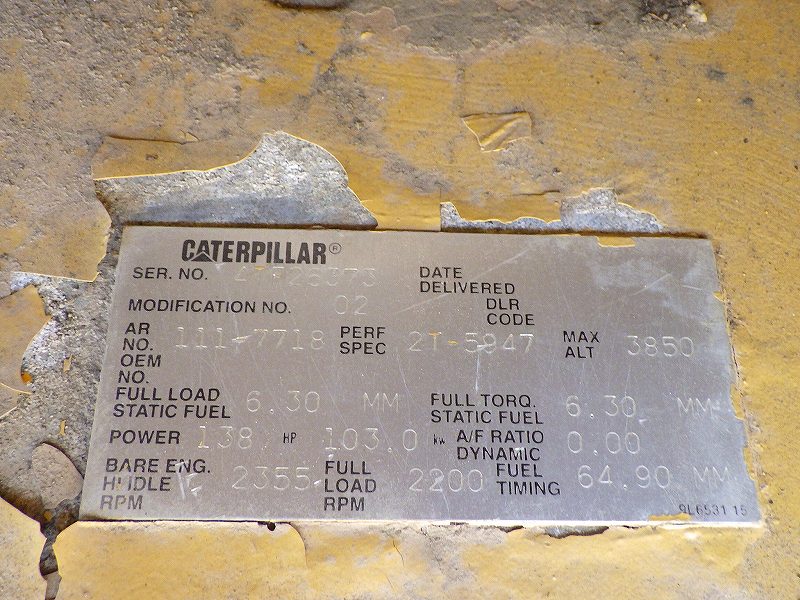 CATERPILLAR®
SER. NO. DATE DELIVERED
MODIFICATION NO. 02 DLR CODE
AR NO. 111-7718 PERF SPEC 2T-5947 MAX ALT 3850
OEM NO.
FULL LOAD STATIC FUEL 6.30 MM FULL TORQ. STATIC FUEL 6.30 MM
POWER 138 HP 103.0 kW A/F RATIO DYNAMIC 0.00
BARE ENG. HI IDLE RPM 2355 FULL LOAD RPM 2200 FUEL TIMING 64.90 MM
9L6531 15